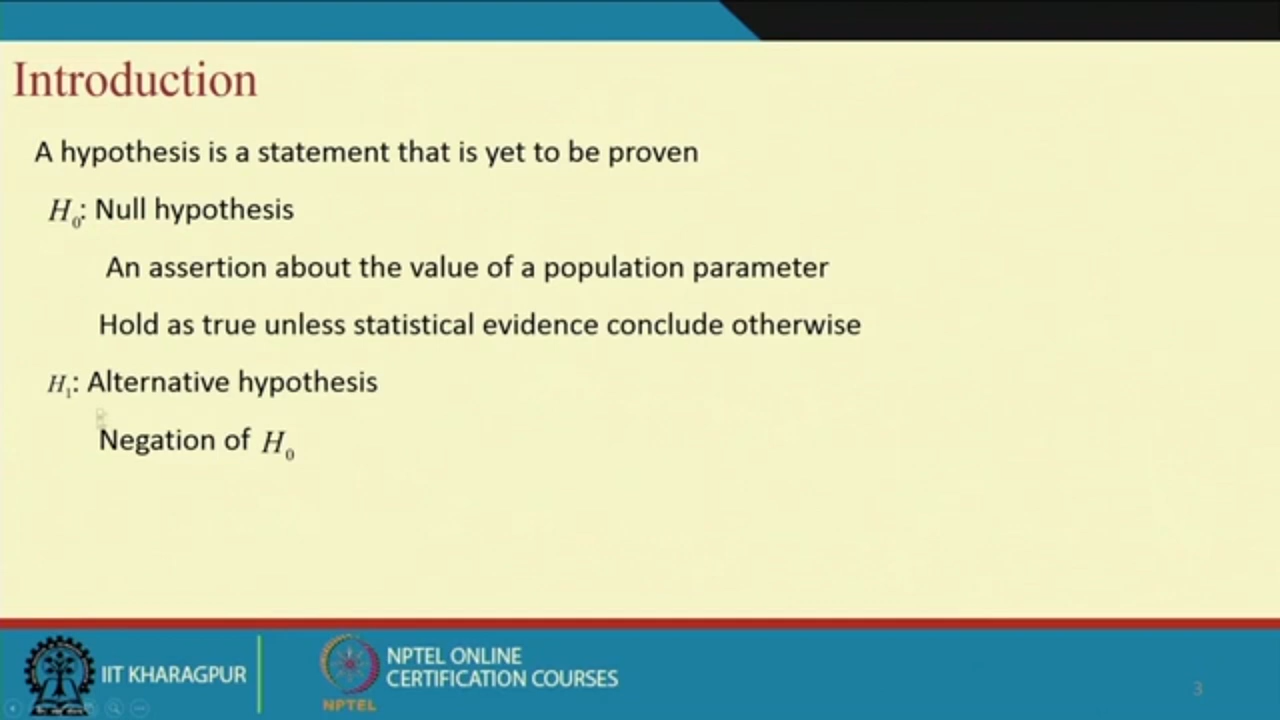 Introduction
A hypothesis is a statement that is yet to be proven
H₀: Null hypothesis
An assertion about the value of a population parameter
Hold as true unless statistical evidence conclude otherwise
H₁: Alternative hypothesis
Negation of H₀
IIT KHARAGPUR
NPTEL
NPTEL ONLINE
CERTIFICATION COURSES
3